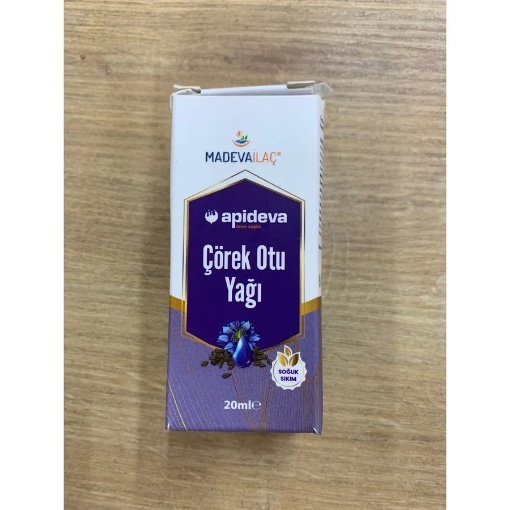 MADEVAİLAÇ®
apideva
Çörek Otu
Yağı
SOĞUK
SIKIM
20ml℮